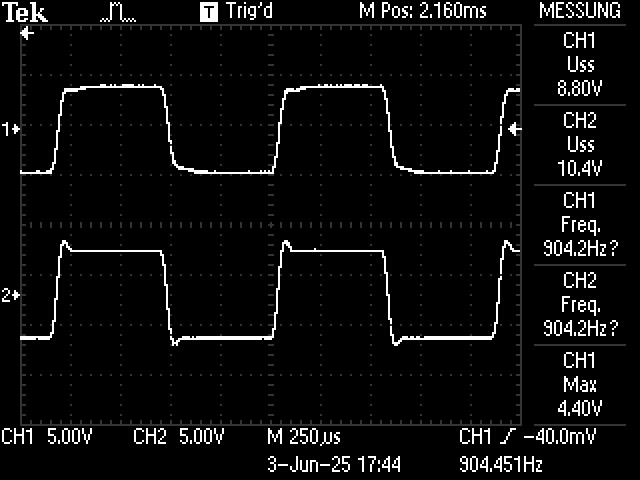 Tek T Trig'd M Pos: 2.160ms MESSUNG
CH1
Uss
8.80V
1
CH2
Uss
10.4V
CH1
Freq.
904.2Hz?
2
CH2
Freq.
904.2Hz?
CH1
Max
4.40V
CH1 5.00V CH2 5.00V M 250µs CH1 -40.0mV
3-Jun-25 17:44 904.451Hz